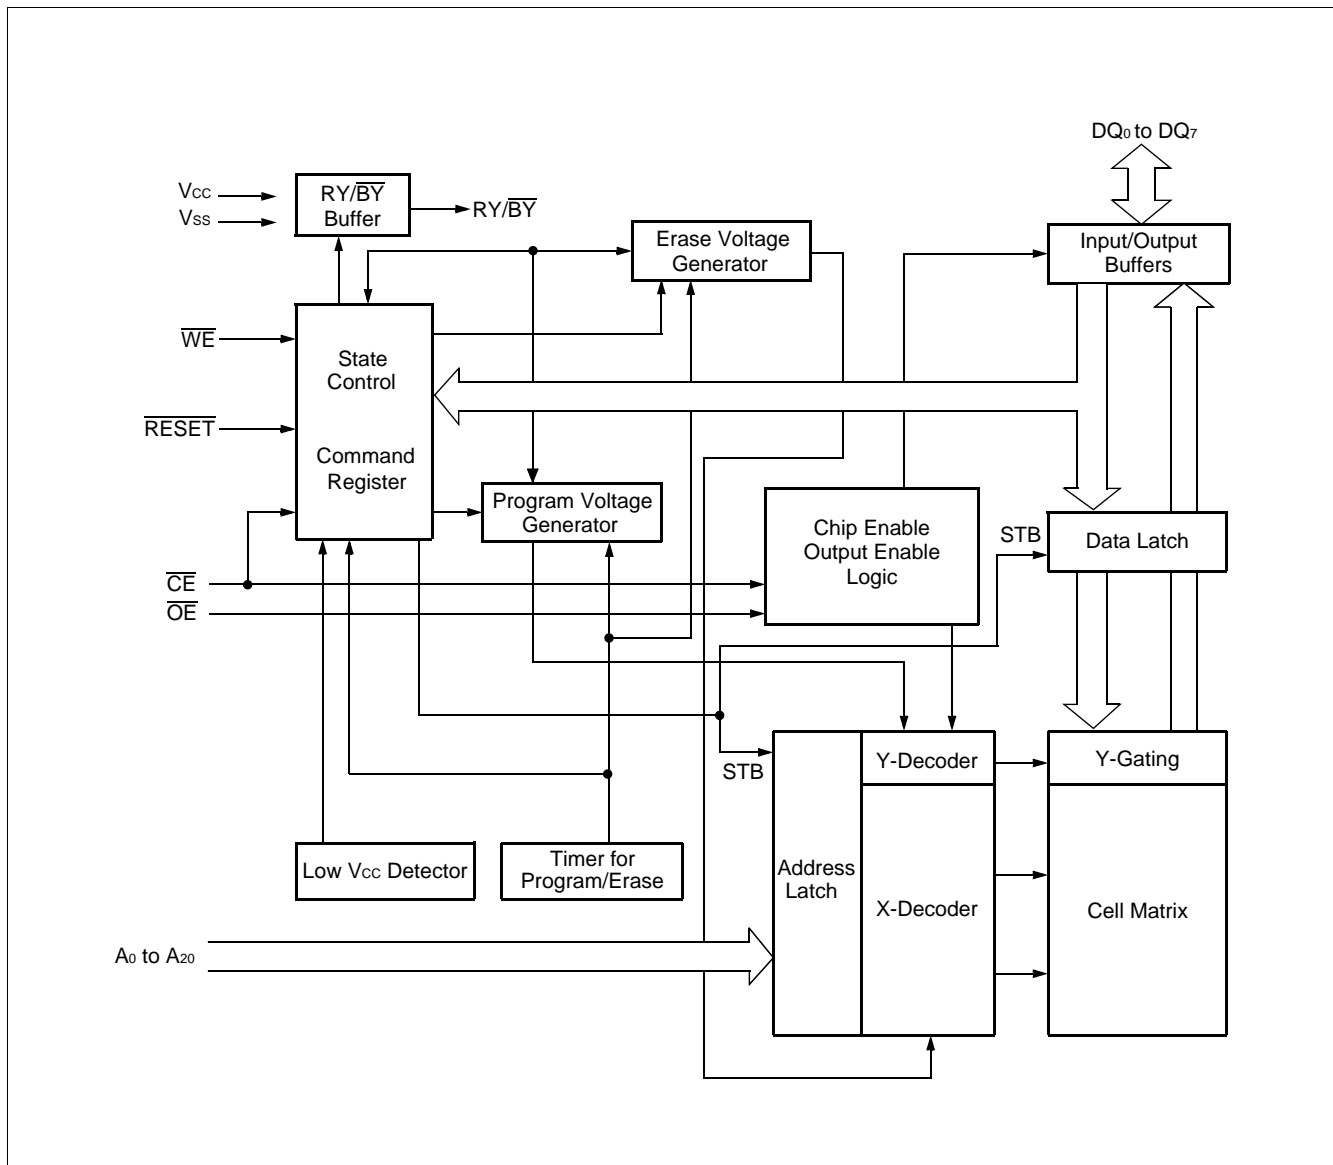 DQ0 to DQ7
VCC
VSS
RY/BY
Buffer
RY/BY
Erase Voltage
Generator
Input/Output
Buffers
WE
State
Control
RESET
Command
Register
Program Voltage
Generator
Chip Enable
Output Enable
Logic
STB
Data Latch
CE
OE
STB
Y-Decoder
Y-Gating
Low VCC Detector
Timer for
Program/Erase
Address
Latch
X-Decoder
Cell Matrix
A0 to A20